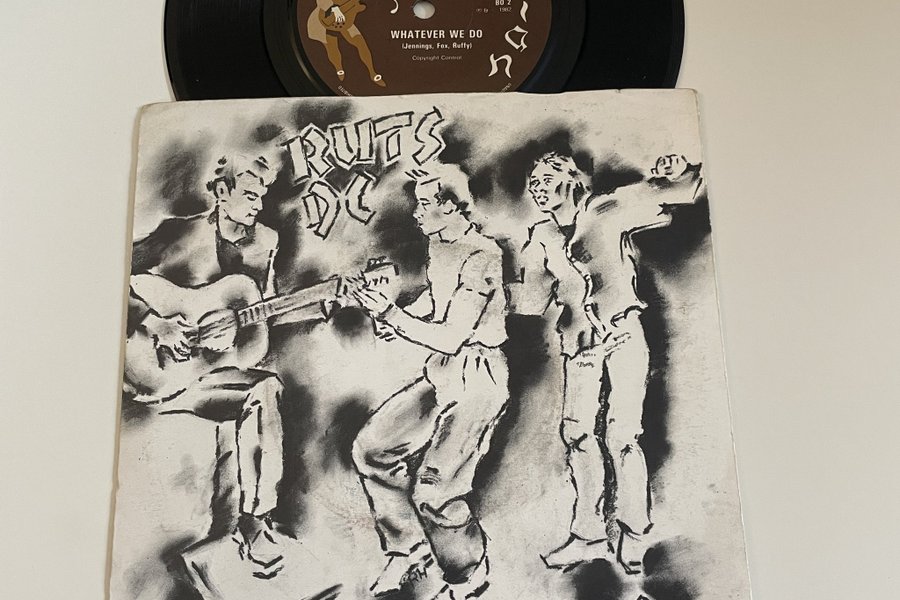 BO 2
1982
WHATEVER WE DO
(Jennings, Fox, Ruffy)
Copyright Control
RUTS
DC